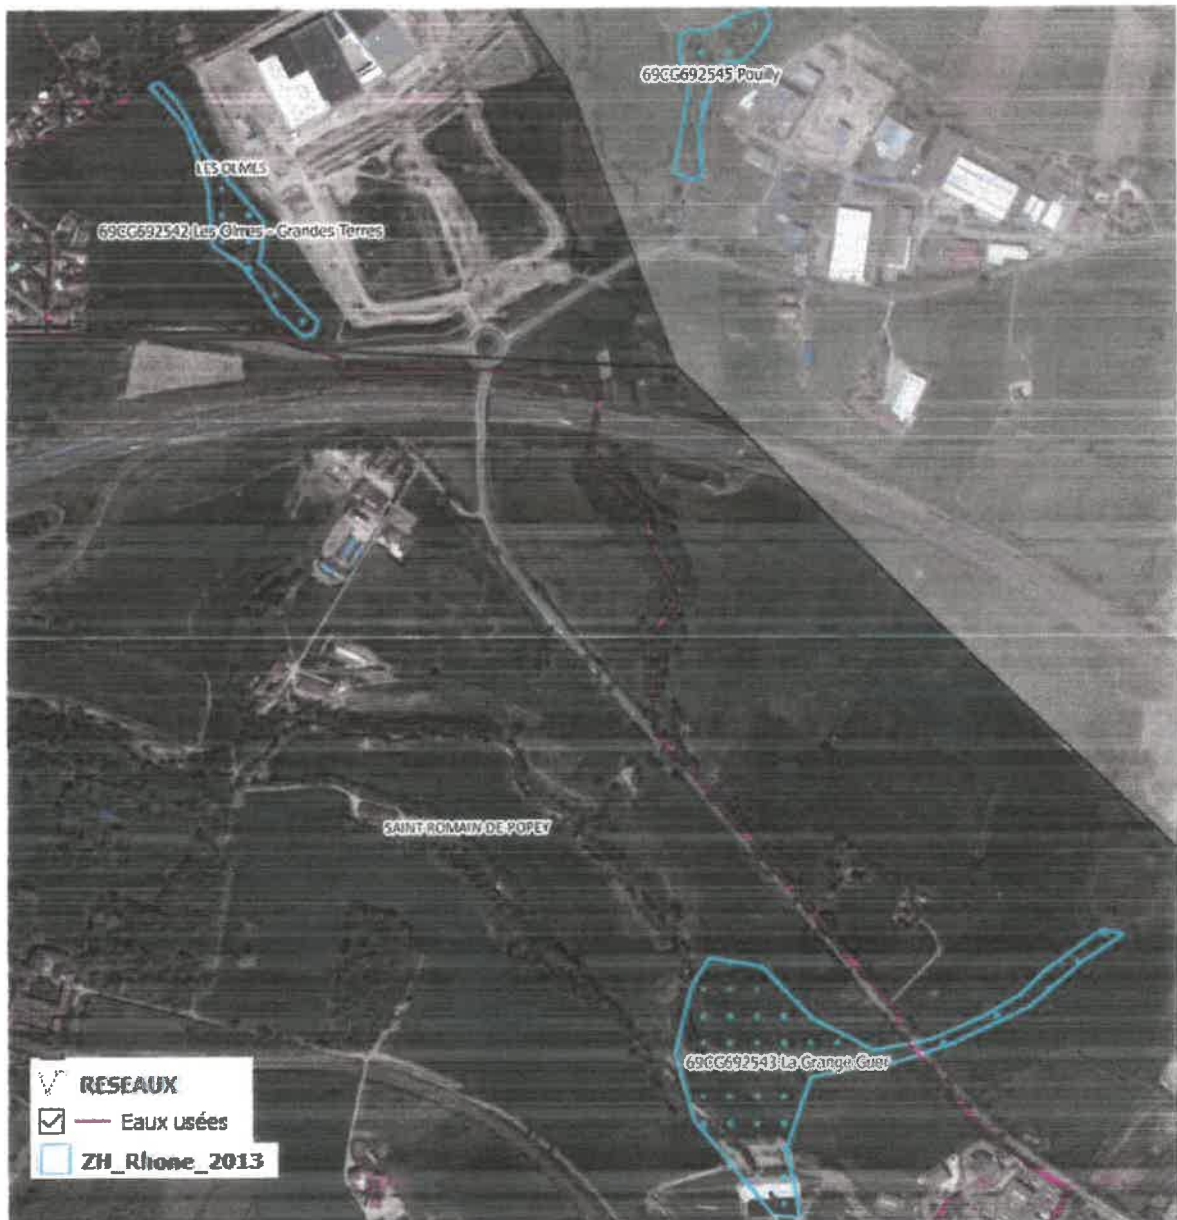 69CG692545 Pouilly
LES OLMES
69CG692542 Les Olmes - Grandes Terres
SAINT-ROMAIN-DE-POPEY
69CG692543 La Grange Guer
RESEAUX
Eaux usées
ZH_Rhone_2013